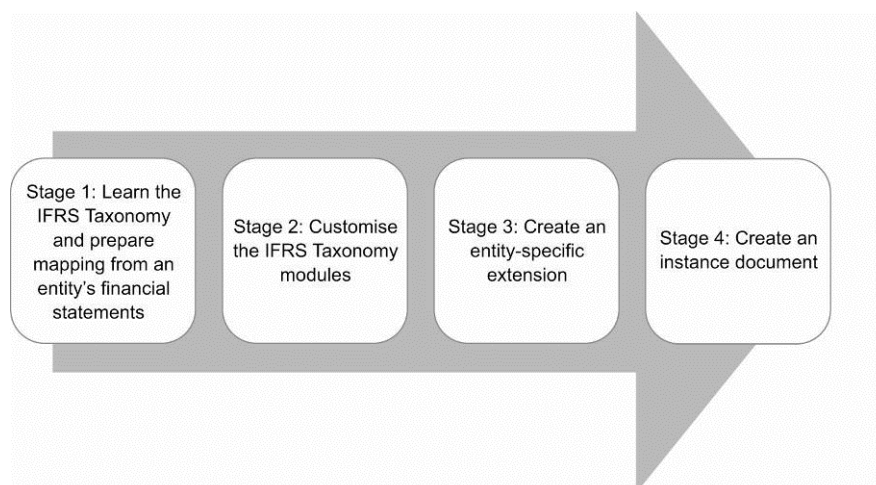 Stage 1: Learn the
IFRS Taxonomy
and prepare
mapping from an
entity’s financial
statements
Stage 2: Customise
the IFRS Taxonomy
modules
Stage 3: Create an
entity-specific
extension
Stage 4: Create an
instance document